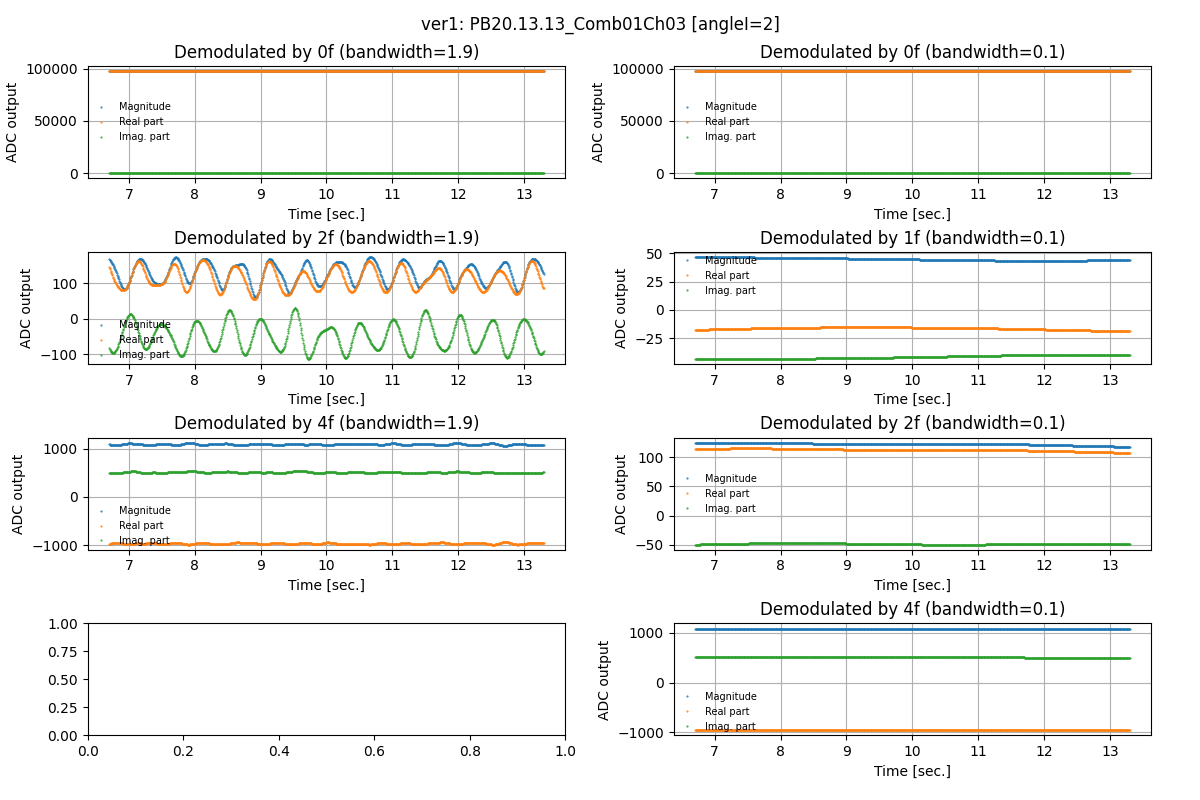 ver1: PB20.13.13_Comb01Ch03 [angleI=2]
Demodulated by 0f (bandwidth=1.9)
ADC output
100000
50000
0
Magnitude
Real part
Imag. part
7 8 9 10 11 12 13
Time [sec.]
Demodulated by 0f (bandwidth=0.1)
ADC output
100000
50000
0
Magnitude
Real part
Imag. part
7 8 9 10 11 12 13
Time [sec.]
Demodulated by 2f (bandwidth=1.9)
ADC output
100
0
−100
Magnitude
Real part
Imag. part
7 8 9 10 11 12 13
Time [sec.]
Demodulated by 1f (bandwidth=0.1)
ADC output
50
25
0
−25
Magnitude
Real part
Imag. part
7 8 9 10 11 12 13
Time [sec.]
Demodulated by 4f (bandwidth=1.9)
ADC output
1000
0
−1000
Magnitude
Real part
Imag. part
7 8 9 10 11 12 13
Time [sec.]
Demodulated by 2f (bandwidth=0.1)
ADC output
100
50
0
−50
Magnitude
Real part
Imag. part
7 8 9 10 11 12 13
Time [sec.]
1.00
0.75
0.50
0.25
0.00
0.0 0.2 0.4 0.6 0.8 1.0
Demodulated by 4f (bandwidth=0.1)
ADC output
1000
0
−1000
Magnitude
Real part
Imag. part
7 8 9 10 11 12 13
Time [sec.]